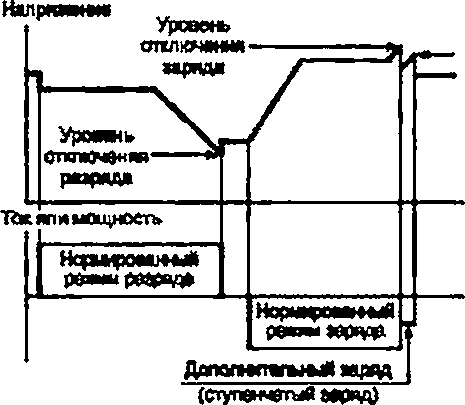 Напряжение
Уровень
отключения
заряда
Уровень
отключения
разряда
Ток или мощность
Нормированный
режим разряда
Нормированный
режим заряда
Дополнительный заряд
(ступенчатый заряд)